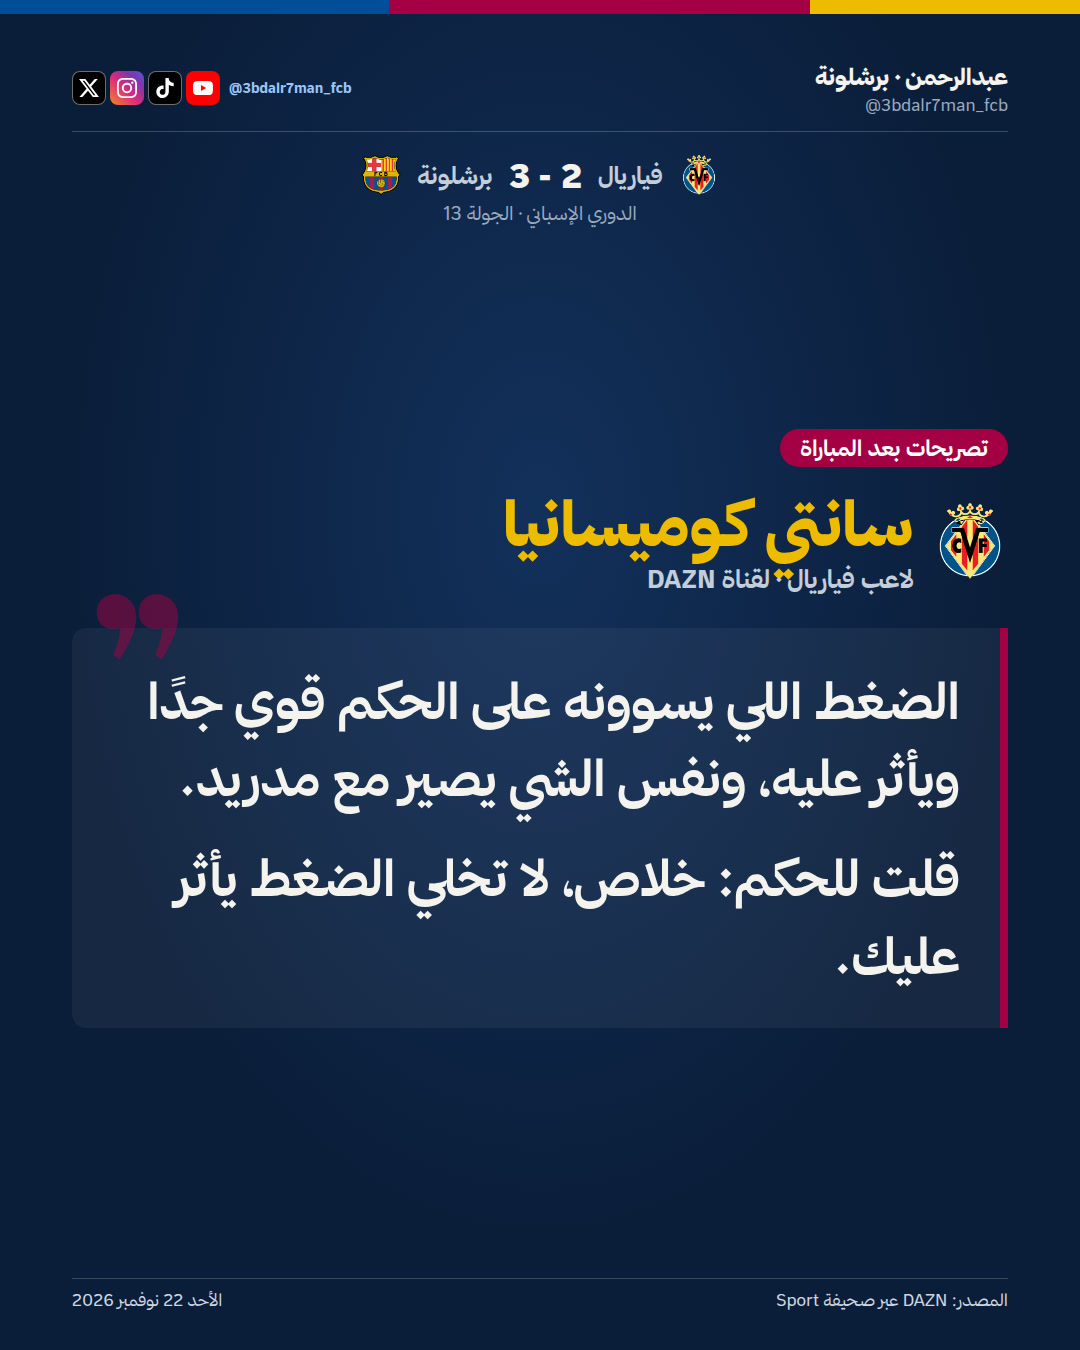 عبدالرحمن · برشلونة
@3bdalr7man_fcb
@3bdalr7man_fcb
فياريال 2 - 3 برشلونة
الدوري الإسباني · الجولة 13
تصريحات بعد المباراة
سانتي كوميسانيا
لاعب فياريال · لقناة DAZN
الضغط اللي يسوونه على الحكم قوي جدًا
ويأثر عليه، ونفس الشي يصير مع مدريد.
قلت للحكم: خلاص، لا تخلي الضغط يأثر
عليك.
المصدر: DAZN عبر صحيفة Sport
الأحد 22 نوفمبر 2026